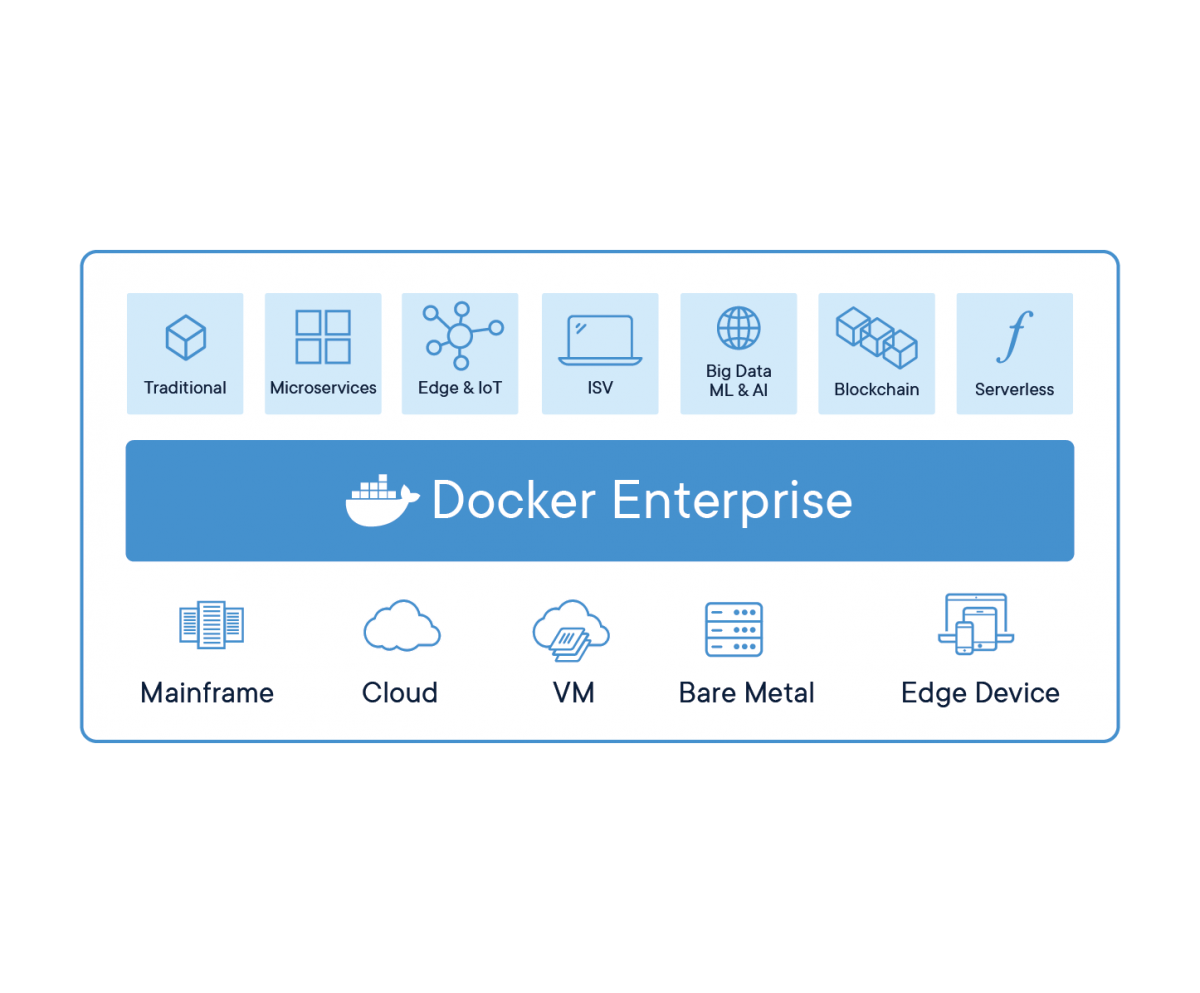 Traditional
Microservices
Edge & IoT
ISV
Big Data
ML & AI
Blockchain
Serverless
Docker Enterprise
Mainframe
Cloud
VM
Bare Metal
Edge Device